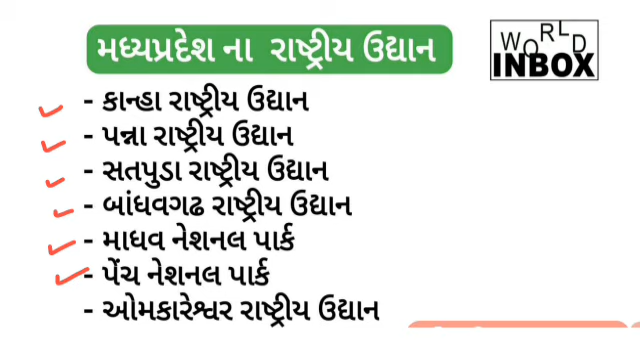 મધ્યપ્રદેશ ના રાષ્ટ્રીય ઉદ્યાન
WORLD
INBOX
- કાન્હા રાષ્ટ્રીય ઉદ્યાન
- પન્ના રાષ્ટ્રીય ઉદ્યાન
- સતપુડા રાષ્ટ્રીય ઉદ્યાન
- બાંધવગઢ રાષ્ટ્રીય ઉદ્યાન
- માધવ નેશનલ પાર્ક
- પેંચ નેશનલ પાર્ક
- ઓમકારેશ્વર રાષ્ટ્રીય ઉદ્યાન